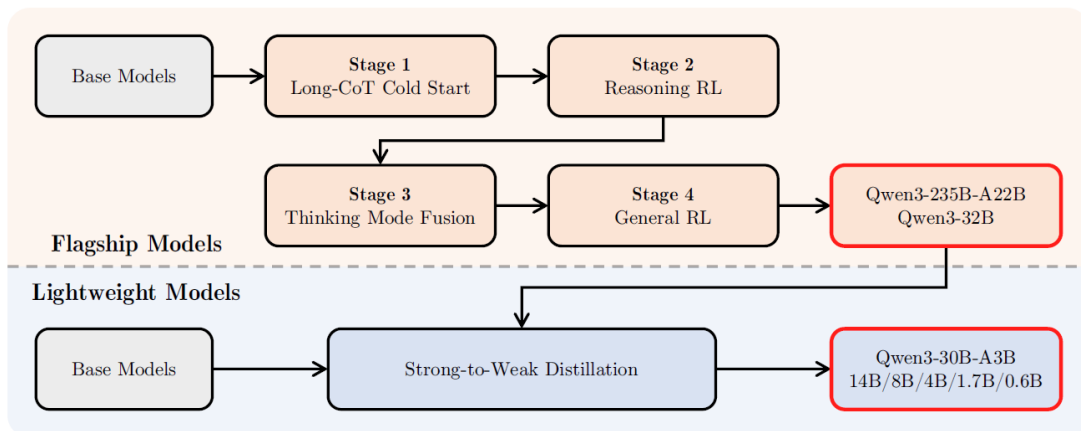 Base Models
Stage 1
Long-CoT Cold Start
Stage 2
Reasoning RL
Stage 3
Thinking Mode Fusion
Stage 4
General RL
Qwen3-235B-A22B
Qwen3-32B
Flagship Models
Lightweight Models
Base Models
Strong-to-Weak Distillation
Qwen3-30B-A3B
14B/8B/4B/1.7B/0.6B